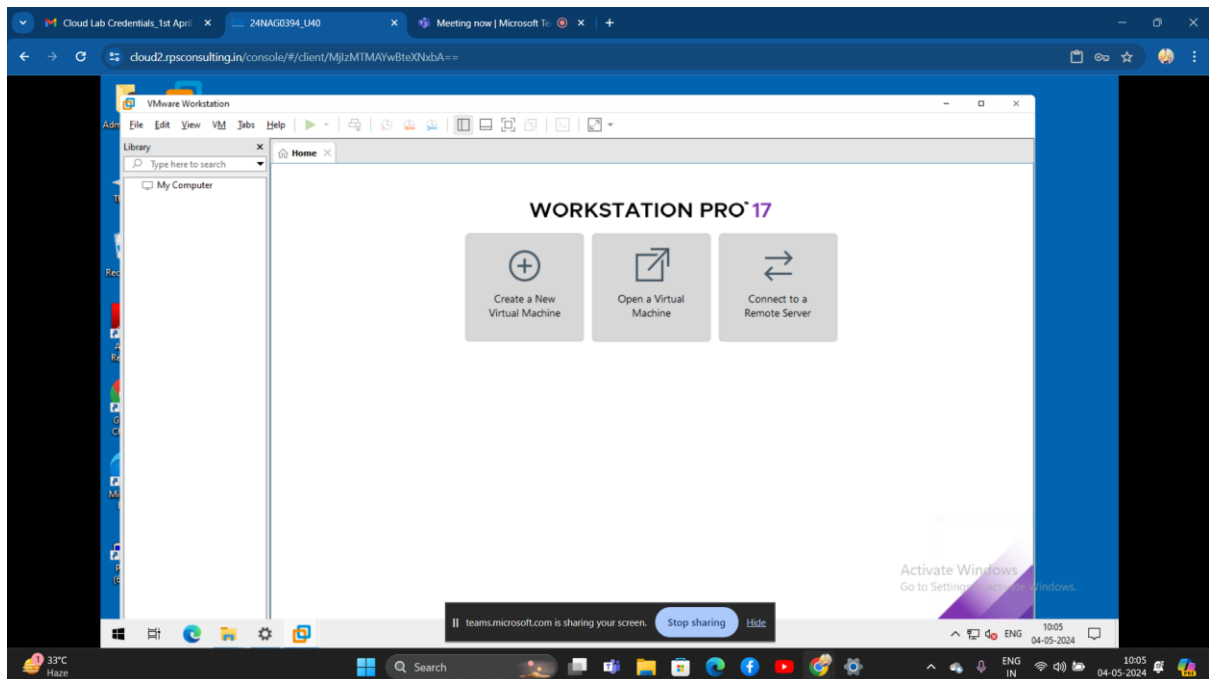 Cloud Lab Credentials_1st April
24NAG0394_U40
Meeting now | Microsoft Te
cloud2.rpsconsulting.in/console/#/client/MjIzMTMAYwBteXNxbA==
VMware Workstation
File Edit View VM Tabs Help
Library
Home
Type here to search
My Computer
WORKSTATION PRO™ 17
Create a New
Virtual Machine
Open a Virtual
Machine
Connect to a
Remote Server
Activate Windows
Go to Settings to activate Windows.
teams.microsoft.com is sharing your screen.
Stop sharing
Hide
ENG
10:05
04-05-2024
1
33°C
Haze
Search
ENG
IN
10:05
04-05-2024